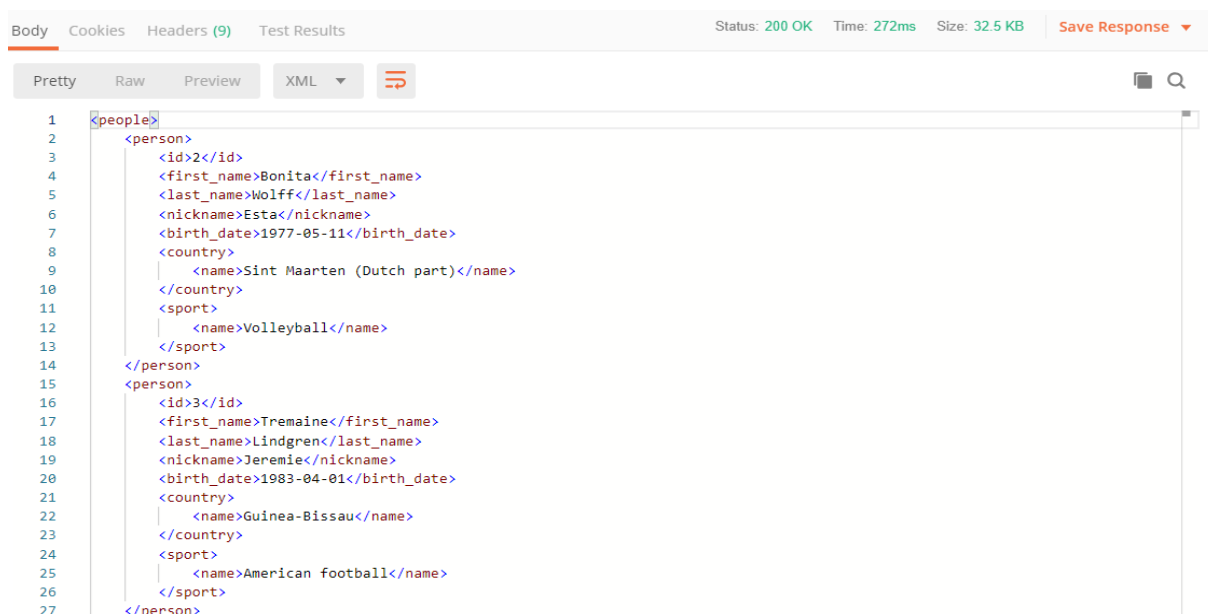 Body Cookies Headers (9) Test Results Status: 200 OK Time: 272ms Size: 32.5 KB Save Response
Pretty Raw Preview XML
1 <people>
2 <person>
3 <id>2</id>
4 <first_name>Bonita</first_name>
5 <last_name>Wolff</last_name>
6 <nickname>Esta</nickname>
7 <birth_date>1977-05-11</birth_date>
8 <country>
9 <name>Sint Maarten (Dutch part)</name>
10 </country>
11 <sport>
12 <name>Volleyball</name>
13 </sport>
14 </person>
15 <person>
16 <id>3</id>
17 <first_name>Tremaine</first_name>
18 <last_name>Lindgren</last_name>
19 <nickname>Jeremie</nickname>
20 <birth_date>1983-04-01</birth_date>
21 <country>
22 <name>Guinea-Bissau</name>
23 </country>
24 <sport>
25 <name>American football</name>
26 </sport>
27 </person>